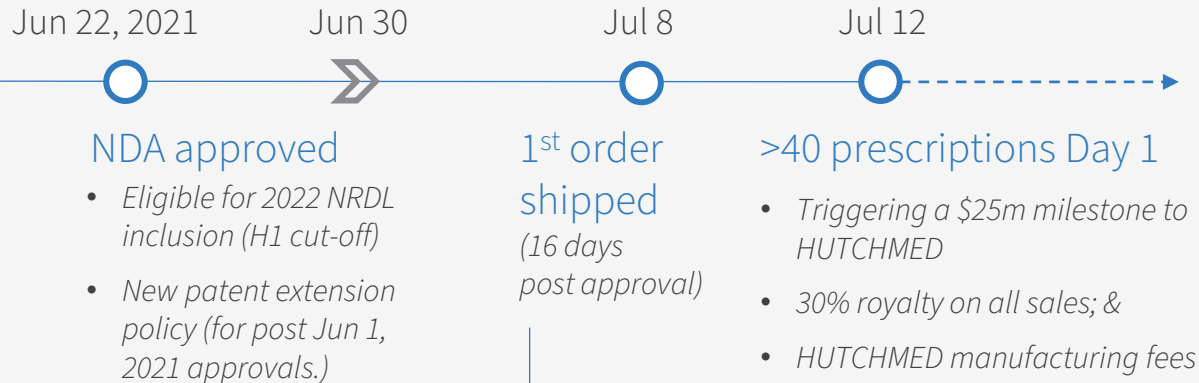 Jun 22, 2021
Jun 30
Jul 8
Jul 12
NDA approved
• Eligible for 2022 NRDL
inclusion (H1 cut-off)
• New patent extension
policy (for post Jun 1,
2021 approvals.)
1st order
shipped
(16 days
post approval)
>40 prescriptions Day 1
• Triggering a $25m milestone to
HUTCHMED
• 30% royalty on all sales; &
• HUTCHMED manufacturing fees